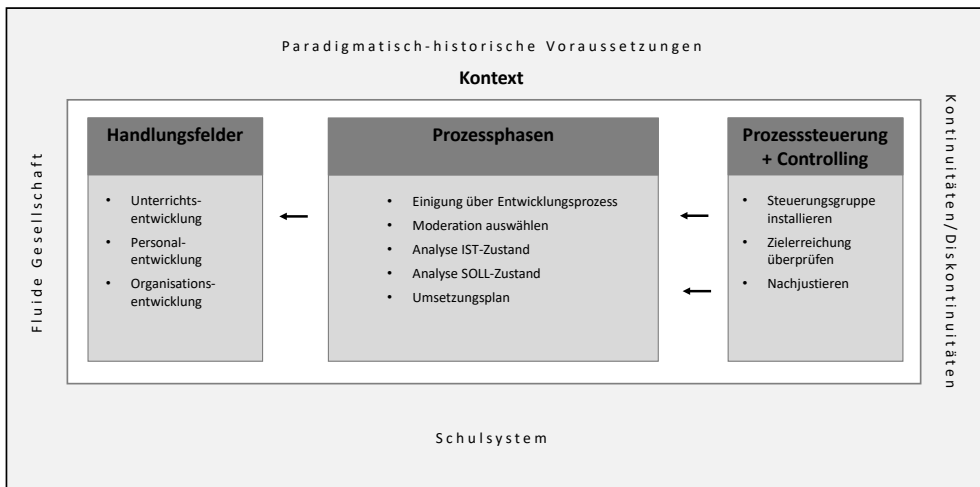 Paradigmatisch-historische Voraussetzungen
Kontext
Fluide Gesellschaft
Handlungsfelder
• Unterrichts-
entwicklung
• Personal-
entwicklung
• Organisations-
entwicklung
Prozessphasen
• Einigung über Entwicklungsprozess
• Moderation auswählen
• Analyse IST-Zustand
• Analyse SOLL-Zustand
• Umsetzungsplan
Prozesssteuerung
+ Controlling
• Steuerungsgruppe
installieren
• Zielerreichung
überprüfen
• Nachjustieren
Kontinuitäten/Diskontinuitäten
Schulsystem